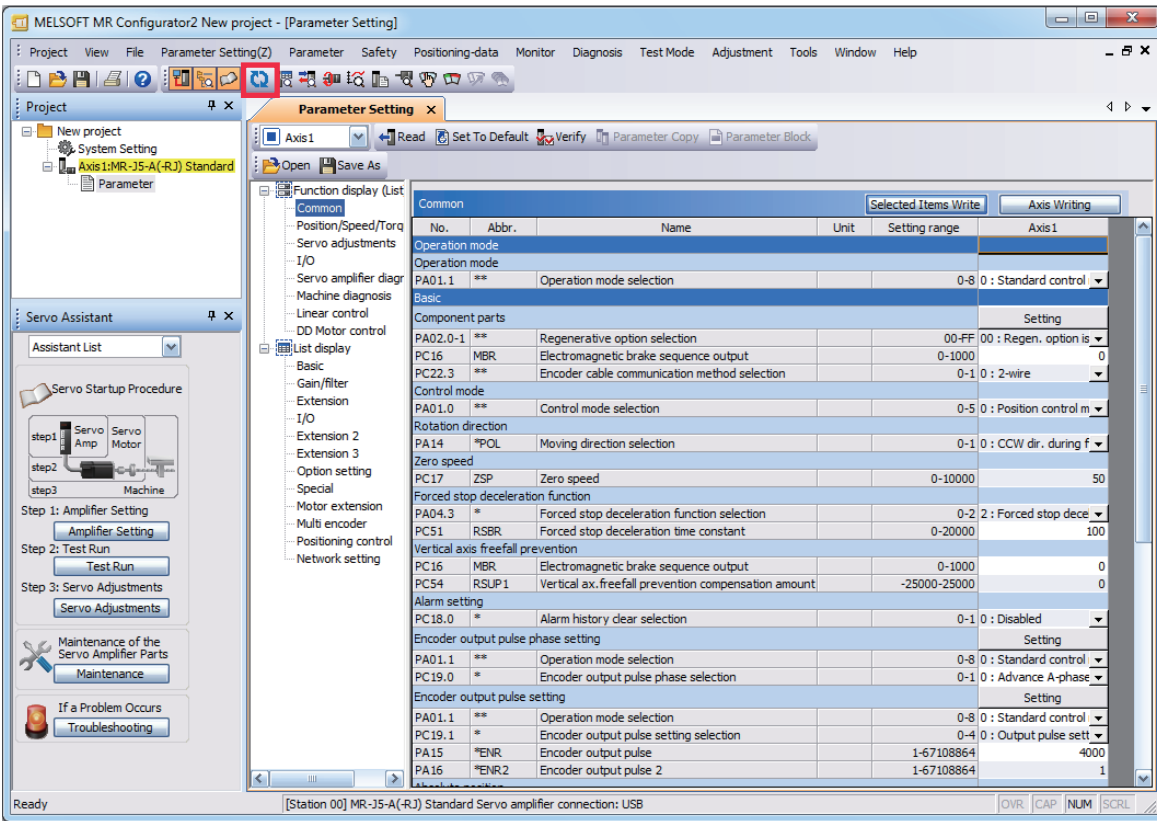 MELSOFT MR Configurator2 New project - [Parameter Setting]
Project View File Parameter Setting(Z) Parameter Safety Positioning-data Monitor Diagnosis Test Mode Adjustment Tools Window Help
Project
New project
System Setting
Axis1:MR-J5-A(-RJ) Standard
Parameter
Servo Assistant
Assistant List
Servo Startup Procedure
step1 Servo Amp Servo Motor
step2
step3 Machine
Step 1: Amplifier Setting
Amplifier Setting
Step 2: Test Run
Test Run
Step 3: Servo Adjustments
Servo Adjustments
Maintenance of the
Servo Amplifier Parts
Maintenance
If a Problem Occurs
Troubleshooting
Parameter Setting
Axis1 Read Set To Default Verify Parameter Copy Parameter Block
Open Save As
Function display (List
Common
Position/Speed/Torq
Servo adjustments
I/O
Servo amplifier diagr
Machine diagnosis
Linear control
DD Motor control
List display
Basic
Gain/filter
Extension
I/O
Extension 2
Extension 3
Option setting
Special
Motor extension
Multi encoder
Positioning control
Network setting
Common Selected Items Write Axis Writing
No. Abbr. Name Unit Setting range Axis1
Operation mode
Operation mode
PA01.1 ** Operation mode selection 0-8 0 : Standard control
Basic
Component parts Setting
PA02.0-1 ** Regenerative option selection 00-FF 00 : Regen. option is
PC16 MBR Electromagnetic brake sequence output 0-1000 0
PC22.3 ** Encoder cable communication method selection 0-1 0 : 2-wire
Control mode
PA01.0 ** Control mode selection 0-5 0 : Position control m
Rotation direction
PA14 *POL Moving direction selection 0-1 0 : CCW dir. during f
Zero speed
PC17 ZSP Zero speed 0-10000 50
Forced stop deceleration function
PA04.3 * Forced stop deceleration function selection 0-2 2 : Forced stop dece
PC51 RSBR Forced stop deceleration time constant 0-20000 100
Vertical axis freefall prevention
PC16 MBR Electromagnetic brake sequence output 0-1000 0
PC54 RSUP1 Vertical ax.freefall prevention compensation amount -25000-25000 0
Alarm setting
PC18.0 * Alarm history clear selection 0-1 0 : Disabled
Encoder output pulse phase setting Setting
PA01.1 ** Operation mode selection 0-8 0 : Standard control
PC19.0 * Encoder output pulse phase selection 0-1 0 : Advance A-phase
Encoder output pulse setting Setting
PA01.1 ** Operation mode selection 0-8 0 : Standard control
PC19.1 * Encoder output pulse setting selection 0-4 0 : Output pulse sett
PA15 *ENR Encoder output pulse 1-67108864 4000
PA16 *ENR2 Encoder output pulse 2 1-67108864 1
Absolute position
Ready [Station 00] MR-J5-A(-RJ) Standard Servo amplifier connection: USB OVR CAP NUM SCRL